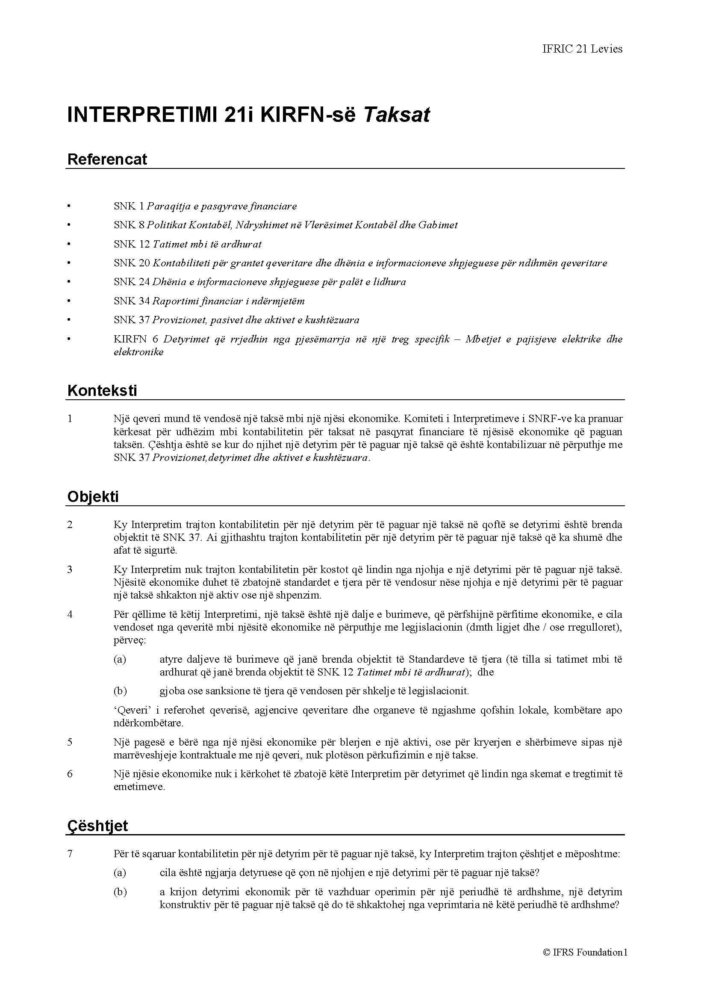 IFRIC 21 Levies
INTERPRETIMI 21i KIRFN-së Taksat
Referencat
• SNK 1 Paraqitja e pasqyrave financiare
• SNK 8 Politikat Kontabël, Ndryshimet në Vlerësimet Kontabël dhe Gabimet
• SNK 12 Tatimet mbi të ardhurat
• SNK 20 Kontabiliteti për grantet qeveritare dhe dhënia e informacioneve shpjeguese për ndihmën qeveritare
• SNK 24 Dhënia e informacioneve shpjeguese për palët e lidhura
• SNK 34 Raportimi financiar i ndërmjetëm
• SNK 37 Provizionet, pasivet dhe aktivet e kushtëzuara
• KIRFN 6 Detyrimet që rrjedhin nga pjesëmarrja në një treg specifik – Mbetjet e pajisjeve elektrike dhe
elektronike
Konteksti
1 Një qeveri mund të vendosë një taksë mbi një njësi ekonomike. Komiteti i Interpretimeve i SNRF-ve ka pranuar
kërkesat për udhëzim mbi kontabilitetin për taksat në pasqyrat financiare të njësisë ekonomike që paguan
taksën. Çështja është se kur do njihet një detyrim për të paguar një taksë që është kontabilizuar në përputhje me
SNK 37 Provizionet,detyrimet dhe aktivet e kushtëzuara.
Objekti
2 Ky Interpretim trajton kontabilitetin për një detyrim për të paguar një taksë në qoftë se detyrimi është brenda
objektit të SNK 37. Ai gjithashtu trajton kontabilitetin për një detyrim për të paguar një taksë që ka shumë dhe
afat të sigurtë.
3 Ky Interpretim nuk trajton kontabilitetin për kostot që lindin nga njohja e një detyrimi për të paguar një taksë.
Njësitë ekonomike duhet të zbatojnë standardet e tjera për të vendosur nëse njohja e një detyrimi për të paguar
një taksë shkakton një aktiv ose një shpenzim.
4 Për qëllime të këtij Interpretimi, një taksë është një dalje e burimeve, që përfshijnë përfitime ekonomike, e cila
vendoset nga qeveritë mbi njësitë ekonomike në përputhje me legjislacionin (dmth ligjet dhe / ose rregulloret),
përveç:
(a) atyre daljeve të burimeve që janë brenda objektit të Standardeve të tjera (të tilla si tatimet mbi të
ardhurat që janë brenda objektit të SNK 12 Tatimet mbi të ardhurat); dhe
(b) gjoba ose sanksione të tjera që vendosen për shkelje të legjislacionit.
‘Qeveri’ i referohet qeverisë, agjencive qeveritare dhe organeve të ngjashme qofshin lokale, kombëtare apo
ndërkombëtare.
5 Një pagesë e bërë nga një njësi ekonomike për blerjen e një aktivi, ose për kryerjen e shërbimeve sipas një
marrëveshjeje kontraktuale me një qeveri, nuk plotëson përkufizimin e një takse.
6 Një njësie ekonomike nuk i kërkohet të zbatojë këtë Interpretim për detyrimet që lindin nga skemat e tregtimit të
emetimeve.
Çështjet
7 Për të sqaruar kontabilitetin për një detyrim për të paguar një taksë, ky Interpretim trajton çështjet e mëposhtme:
(a) cila është ngjarja detyruese që çon në njohjen e një detyrimi për të paguar një taksë?
(b) a krijon detyrimi ekonomik për të vazhduar operimin për një periudhë të ardhshme, një detyrim
konstruktiv për të paguar një taksë që do të shkaktohej nga veprimtaria në këtë periudhë të ardhshme?
© IFRS Foundation1